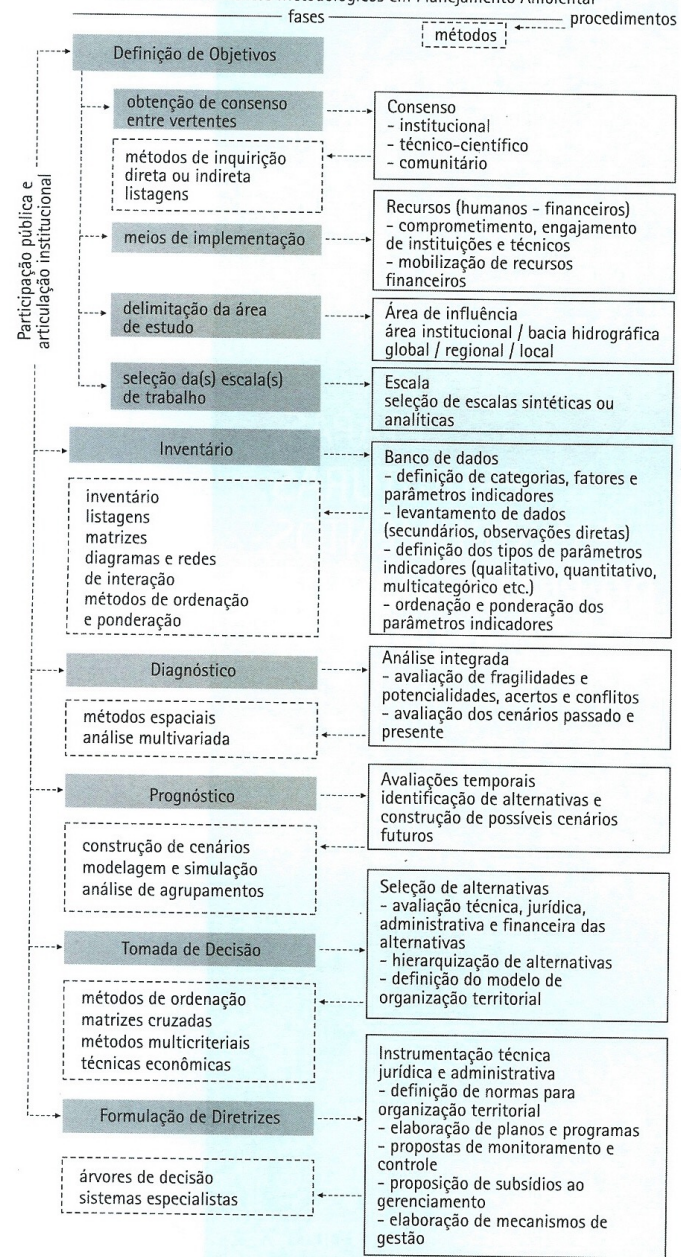 metodológicos em Planejamento Ambiental
fases
procedimentos
métodos
Participação pública e
articulação institucional
Definição de Objetivos
obtenção de consenso
entre vertentes
Consenso
- institucional
- técnico-científico
- comunitário
métodos de inquirição
direta ou indireta
listagens
meios de implementação
Recursos (humanos - financeiros)
- comprometimento, engajamento
de instituições e técnicos
- mobilização de recursos
financeiros
delimitação da área
de estudo
Área de influência
área institucional / bacia hidrográfica
global / regional / local
seleção da(s) escala(s)
de trabalho
Escala
seleção de escalas sintéticas ou
analíticas
Inventário
Banco de dados
- definição de categorias, fatores e
parâmetros indicadores
- levantamento de dados
(secundários, observações diretas)
- definição dos tipos de parâmetros
indicadores (qualitativo, quantitativo,
multicategórico etc.)
- ordenação e ponderação dos
parâmetros indicadores
inventário
listagens
matrizes
diagramas e redes
de interação
métodos de ordenação
e ponderação
Diagnóstico
Análise integrada
- avaliação de fragilidades e
potencialidades, acertos e conflitos
- avaliação dos cenários passado e
presente
métodos espaciais
análise multivariada
Prognóstico
Avaliações temporais
identificação de alternativas e
construção de possíveis cenários
futuros
construção de cenários
modelagem e simulação
análise de agrupamentos
Tomada de Decisão
Seleção de alternativas
- avaliação técnica, jurídica,
administrativa e financeira das
alternativas
- hierarquização de alternativas
- definição do modelo de
organização territorial
métodos de ordenação
matrizes cruzadas
métodos multicriteriais
técnicas econômicas
Formulação de Diretrizes
Instrumentação técnica
jurídica e administrativa
- definição de normas para
organização territorial
- elaboração de planos e programas
- propostas de monitoramento e
controle
- proposição de subsídios ao
gerenciamento
- elaboração de mecanismos de
gestão
árvores de decisão
sistemas especialistas